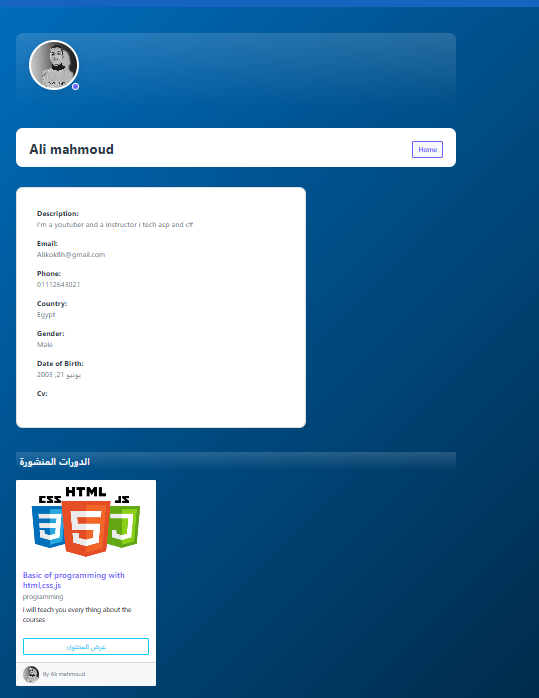 Ali mahmoud
Home
Description:
i'm a youtuber and a instructor i tech asp and c#
Email:
Alikok8h@gmail.com
Phone:
01112643021
Country:
Egypt
Gender:
Male
Date of Birth:
يونيو 21, 2003
Cv:
الدورات المنشورة
CSS HTML JS
Basic of programming with
html,css,js
programming
i will teach you every thing about the
courses
عرض المحتوى
By Ali mahmoud